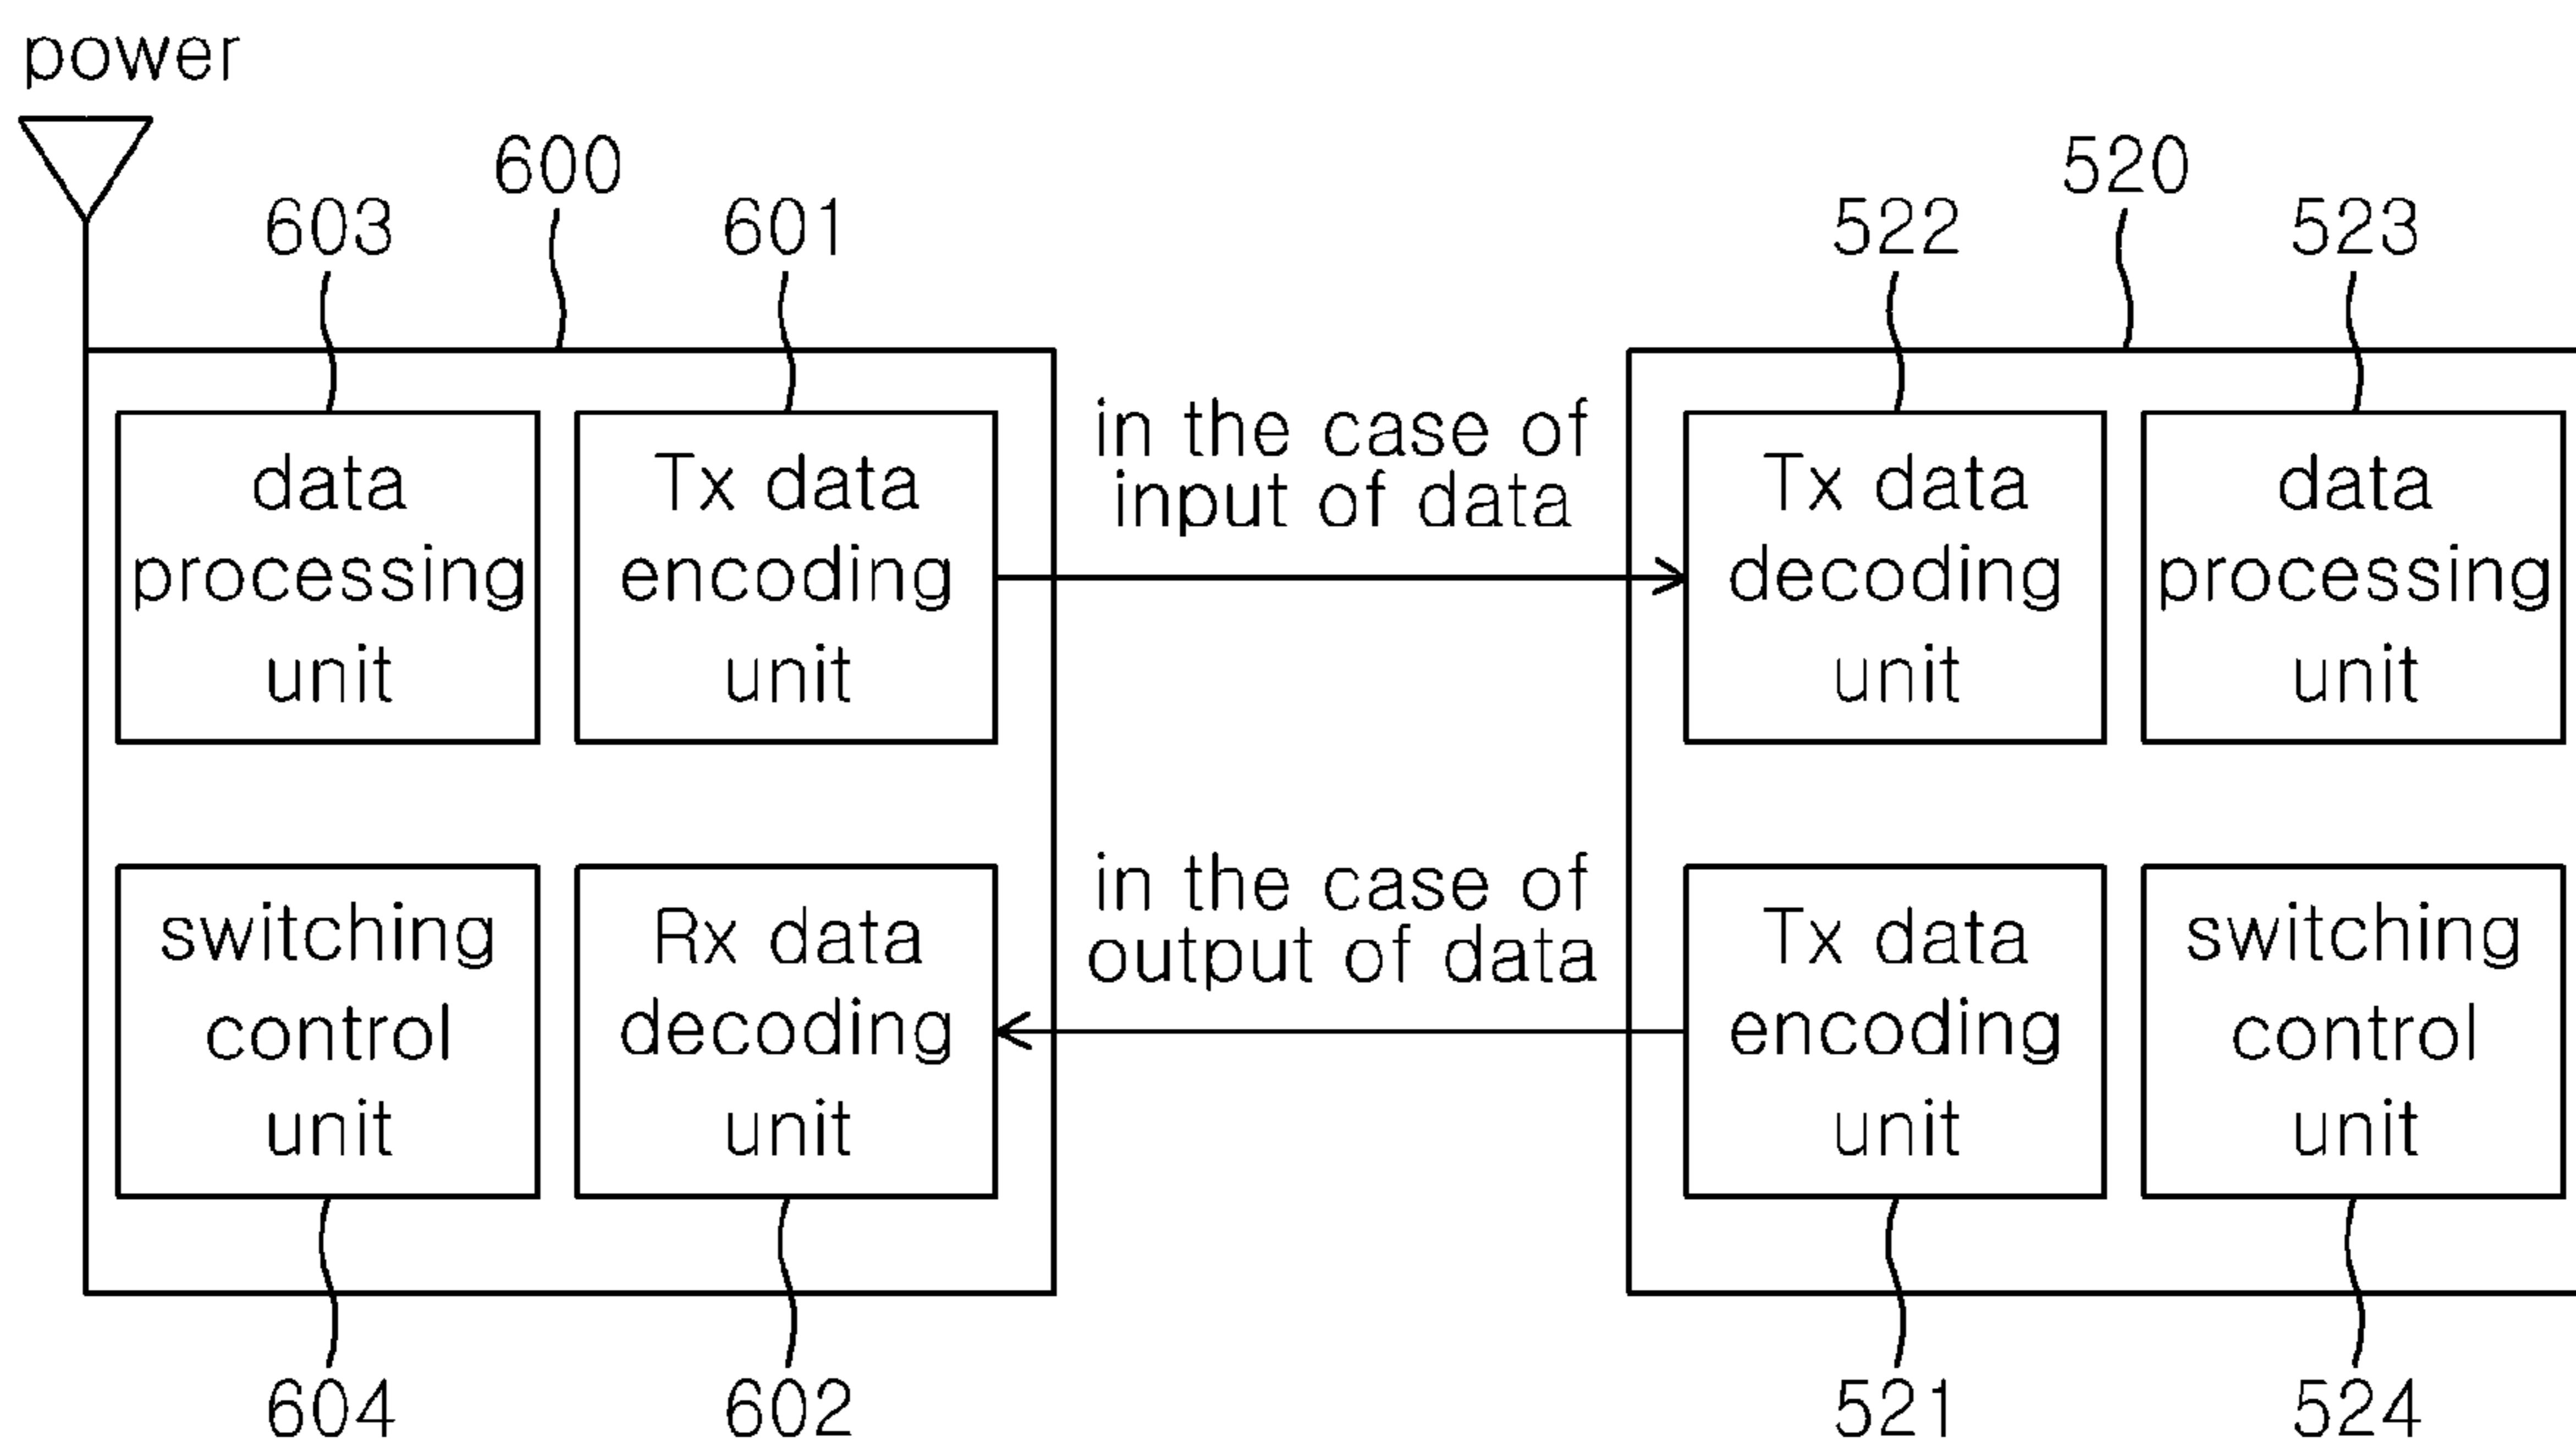 power
600
520
603
601
522
523
data
processing
unit
Tx data
encoding
unit
in the case of
input of data
Tx data
decoding
unit
data
processing
unit
switching
control
unit
Rx data
decoding
unit
in the case of
output of data
Tx data
encoding
unit
switching
control
unit
604
602
521
524